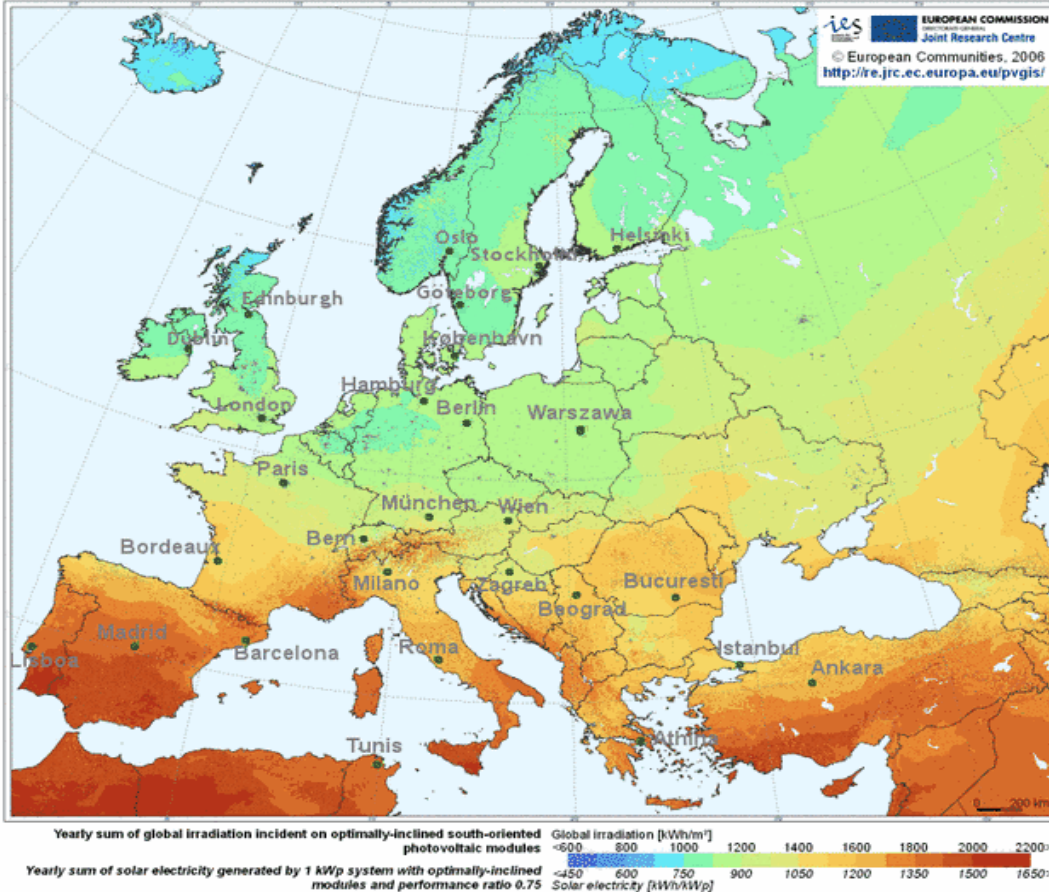 ies
EUROPEAN COMMISSION
DIRECTORATE-GENERAL
Joint Research Centre
© European Communities, 2006
http://re.jrc.ec.europa.eu/pvgis/
Oslo
Helsinki
Stockholm
Göteborg
Edinburgh
Dublin
København
Hamburg
London
Berlin
Warszawa
Paris
München
Wien
Bern
Bordeaux
Milano
Zagreb
Bucuresti
Beograd
Madrid
Roma
Istanbul
Lisboa
Barcelona
Ankara
Tunis
Athina
0 200 km
Yearly sum of global irradiation incident on optimally-inclined south-oriented
photovoltaic modules
Global irradiation [kWh/m²]
<600 800 1000 1200 1400 1600 1800 2000 2200>
Yearly sum of solar electricity generated by 1 kWp system with optimally-inclined
modules and performance ratio 0.75
<450 600 750 900 1050 1200 1350 1500 1650>
Solar electricity [kWh/kWp]